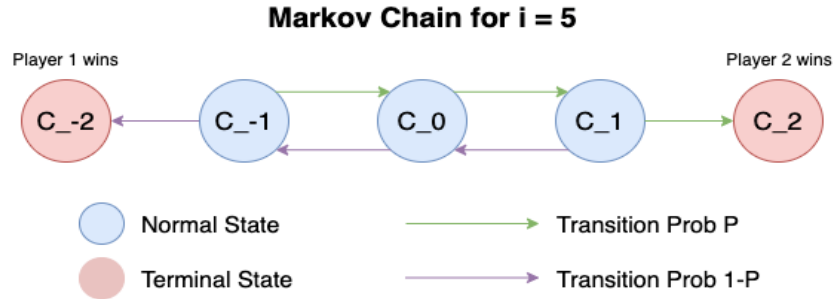 Markov Chain for i = 5
Player 1 wins
Player 2 wins
C_-2
C_-1
C_0
C_1
C_2
Normal State
Transition Prob P
Terminal State
Transition Prob 1-P